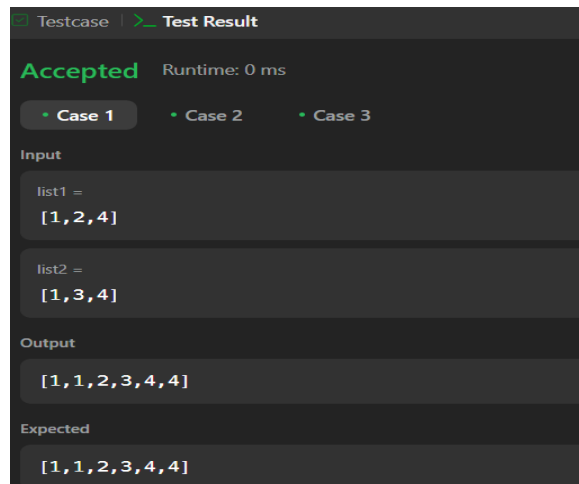 Testcase | >_ Test Result
Accepted Runtime: 0 ms
• Case 1 • Case 2 • Case 3
Input
list1 =
[1,2,4]
list2 =
[1,3,4]
Output
[1,1,2,3,4,4]
Expected
[1,1,2,3,4,4]